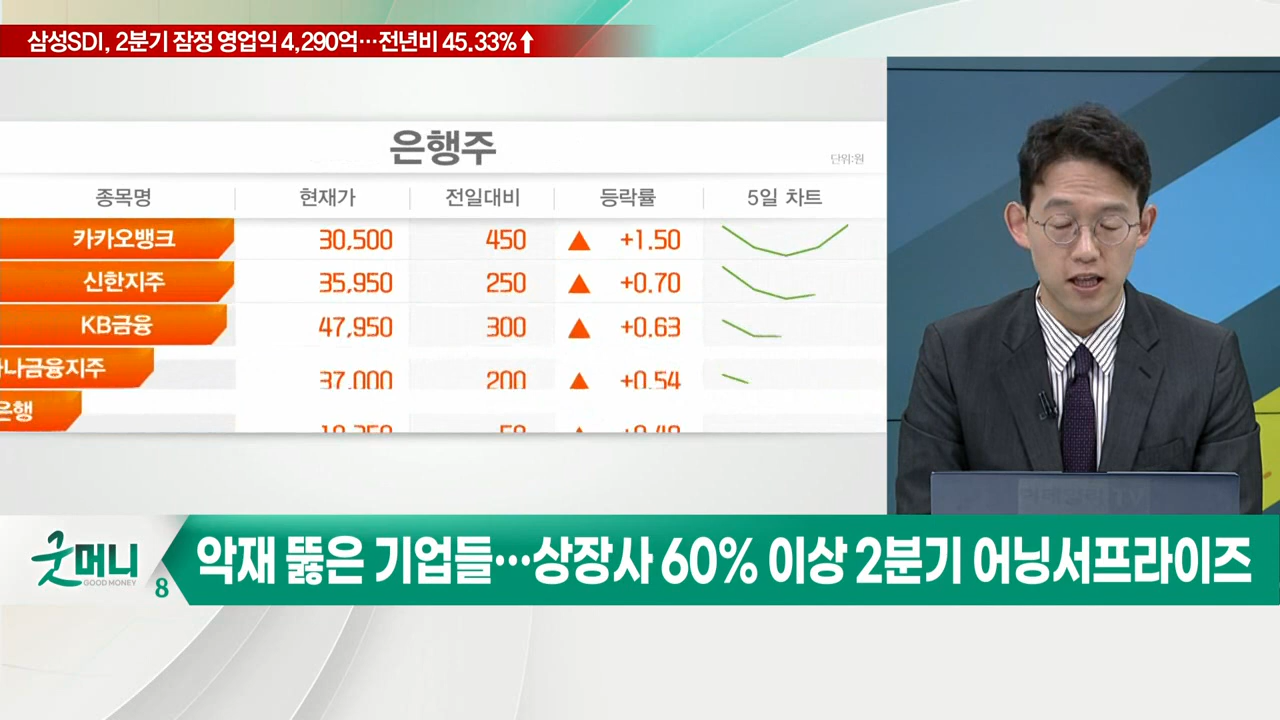 삼성SDI, 2분기 잠정 영업익 4,290억…전년비 45.33%⬆
은행주
단위:원
종목명 현재가 전일대비 등락률 5일 차트
카카오뱅크 30,500 450 ▲ +1.50
신한지주 35,950 250 ▲ +0.70
KB금융 47,950 300 ▲ +0.63
나금융지주 37,000 200 ▲ +0.54
은행
굿머니
GOOD MONEY
8
악재 뚫은 기업들…상장사 60% 이상 2분기 어닝서프라이즈